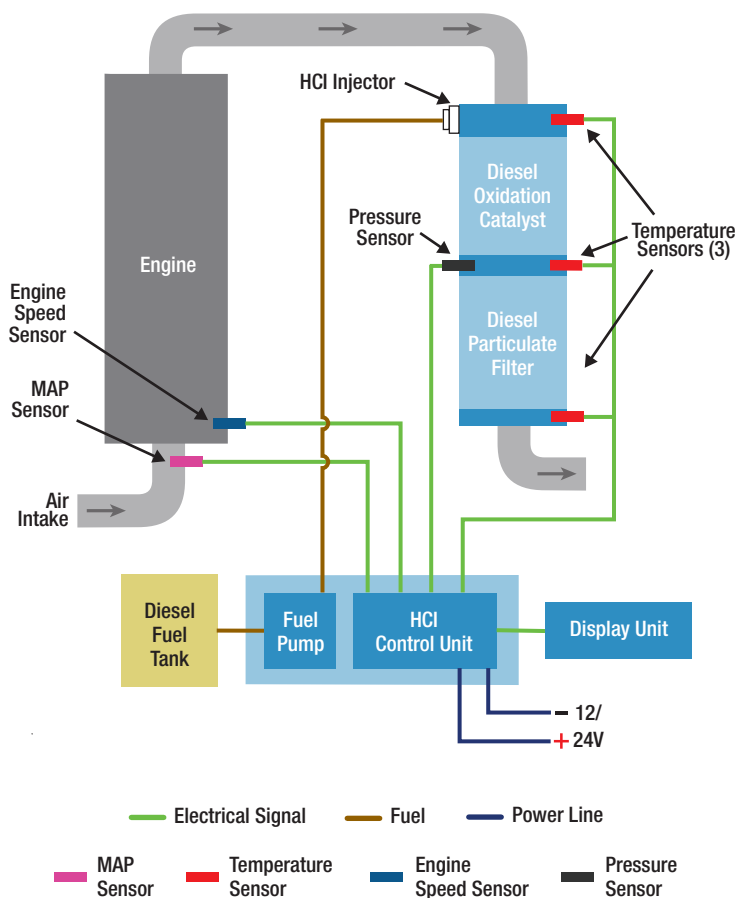 HCI Injector
Diesel
Oxidation
Catalyst
Pressure
Sensor
Temperature
Sensors (3)
Engine
Engine
Speed
Sensor
Diesel
Particulate
Filter
MAP
Sensor
Air
Intake
Diesel
Fuel
Tank
Fuel
Pump
HCI
Control Unit
Display Unit
- 12/
+ 24V
Electrical Signal
Fuel
Power Line
MAP
Sensor
Temperature
Sensor
Engine
Speed Sensor
Pressure
Sensor